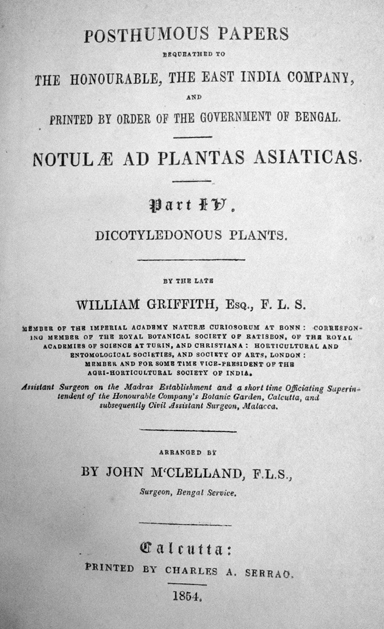 POSTHUMOUS PAPERS
BEQUEATHED TO
THE HONOURABLE, THE EAST INDIA COMPANY,
AND
PRINTED BY ORDER OF THE GOVERNMENT OF BENGAL.
NOTULÆ AD PLANTAS ASIATICAS.
Part IV.
DICOTYLEDONOUS PLANTS.
BY THE LATE
WILLIAM GRIFFITH, Esq., F. L. S.
MEMBER OF THE IMPERIAL ACADEMY NATURÆ CURIOSORUM AT BONN: CORRESPON-
ING MEMBER OF THE ROYAL BOTANICAL SOCIETY OF RATISBON, OF THE ROYAL
ACADEMIES OF SCIENCE AT TURIN, AND CHRISTIANA: HORTICULTURAL AND
ENTOMOLOGICAL SOCIETIES, AND SOCIETY OF ARTS, LONDON:
MEMBER AND FOR SOME TIME VICE-PRESIDENT OF THE
AGRI-HORTICULTURAL SOCIETY OF INDIA.
Assistant Surgeon on the Madras Establishment and a short time Officiating Superin-
tendent of the Honourable Company's Botanic Garden, Calcutta, and
subsequently Civil Assistant Surgeon, Malacca.
ARRANGED BY
BY JOHN M'CLELLAND, F.L.S.,
Surgeon, Bengal Service.
Calcutta:
PRINTED BY CHARLES A. SERRAO.
1854.